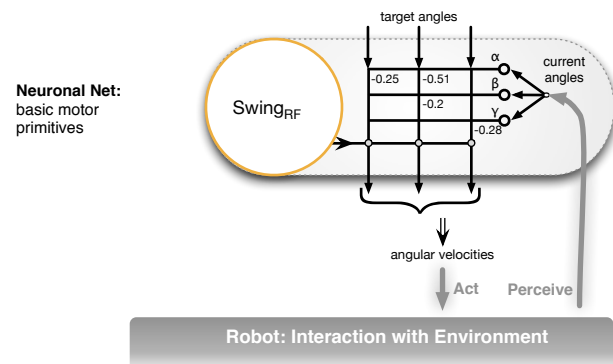 target angles
α
current
angles
-0.25
-0.51
β
Neuronal Net:
basic motor
primitives
Swing RF
-0.2
γ
-0.28
angular velocities
Act
Perceive
Robot: Interaction with Environment